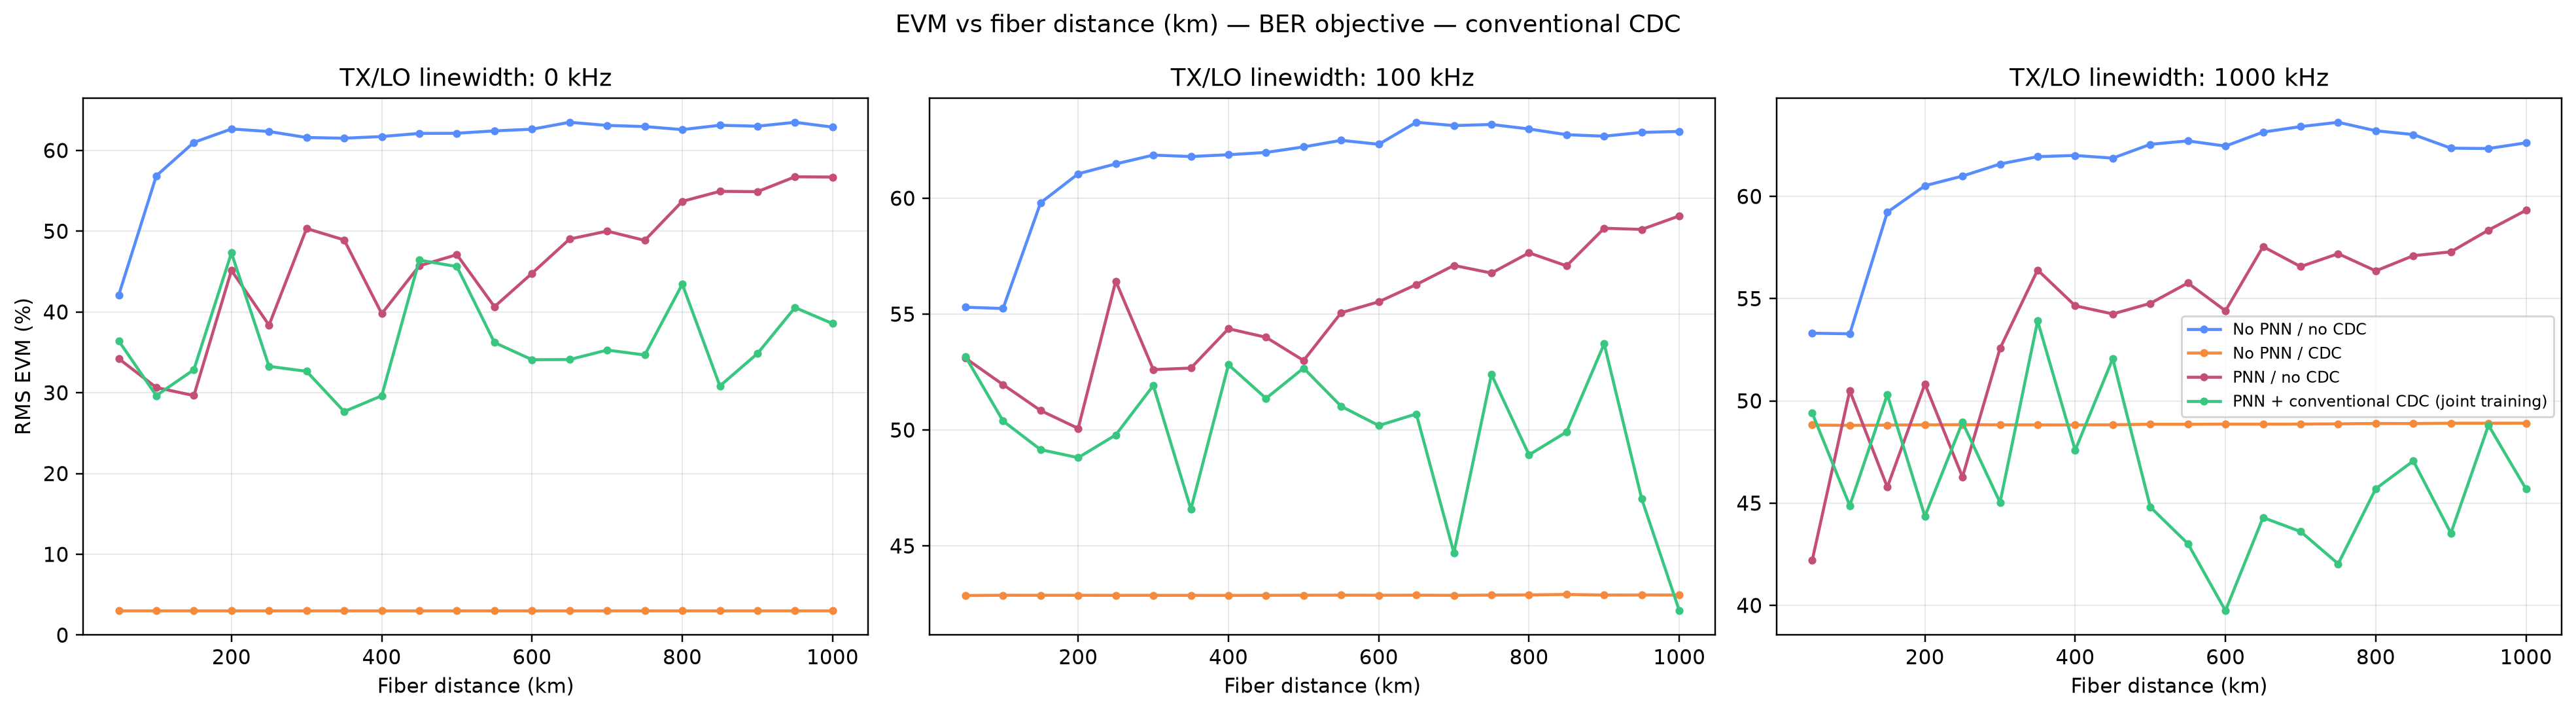 EVM vs fiber distance (km) — BER objective — conventional CDC
TX/LO linewidth: 0 kHz
RMS EVM (%)
60
50
40
30
20
10
0
200 400 600 800 1000
Fiber distance (km)
TX/LO linewidth: 100 kHz
60
55
50
45
200 400 600 800 1000
Fiber distance (km)
TX/LO linewidth: 1000 kHz
60
55
50
45
40
No PNN / no CDC
No PNN / CDC
PNN / no CDC
PNN + conventional CDC (joint training)
200 400 600 800 1000
Fiber distance (km)